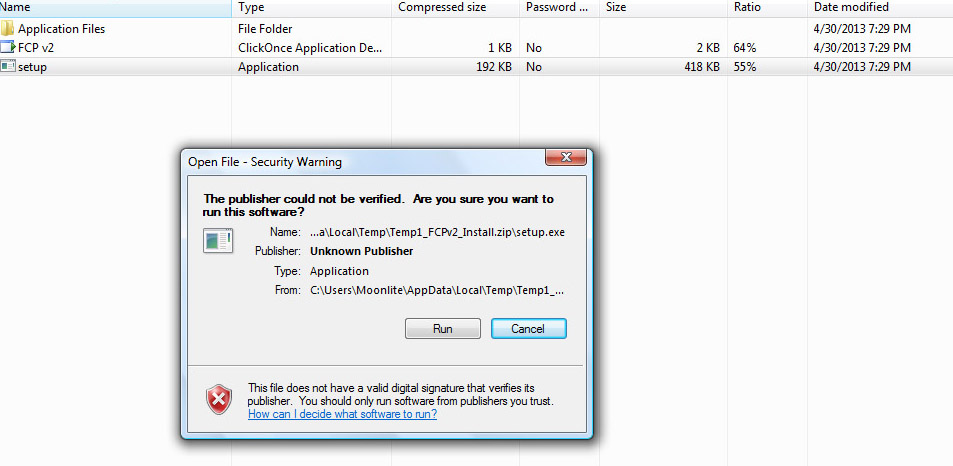 Name Type Compressed size Password ... Size Ratio Date modified
Application Files File Folder 4/30/2013 7:29 PM
FCP v2 ClickOnce Application De... 1 KB No 2 KB 64% 4/30/2013 7:29 PM
setup Application 192 KB No 418 KB 55% 4/30/2013 7:29 PM
Open File - Security Warning
The publisher could not be verified. Are you sure you want to
run this software?
Name: ...a\Local\Temp\Temp1_FCPv2_Install.zip\setup.exe
Publisher: Unknown Publisher
Type: Application
From: C:\Users\Moonlite\AppData\Local\Temp\Temp1_...
Run Cancel
This file does not have a valid digital signature that verifies its
publisher. You should only run software from publishers you trust.
How can I decide what software to run?